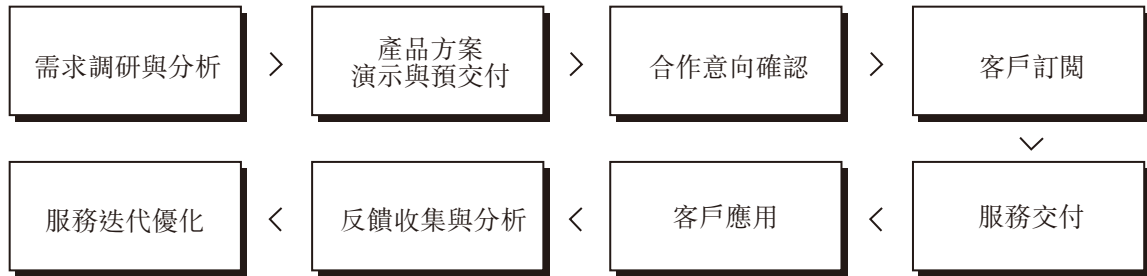 需求調研與分析
產品方案
演示與預交付
合作意向確認
客戶訂閱
服務交付
客戶應用
反饋收集與分析
服務迭代優化